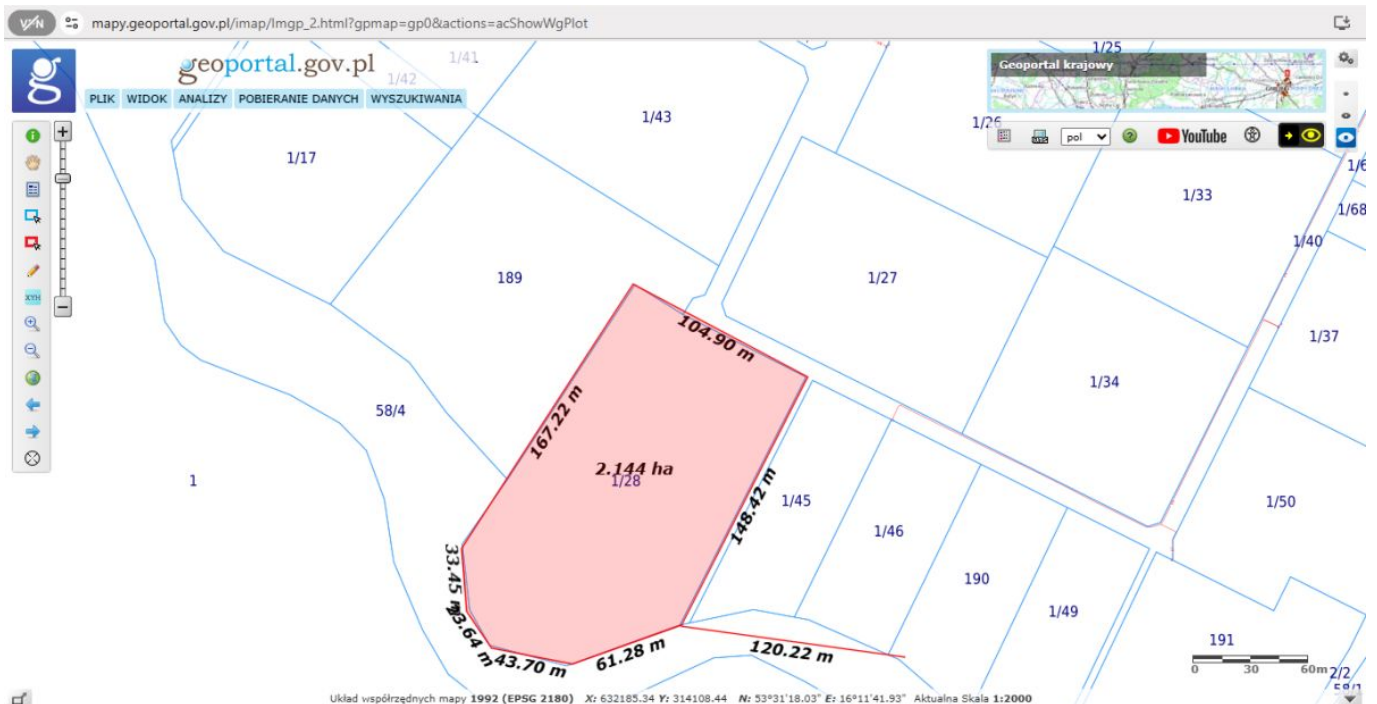 mapy.geoportal.gov.pl/imap/Imgp_2.html?gpmap=gp0&actions=acShowWgPlot
geoportal.gov.pl
PLIK WIDOK ANALIZY POBIERANIE DANYCH WYSZUKIWANIA
Geoportal krajowy
pol
YouTube
XYH
1/41
1/42
1/25
1/43
1/26
1/17
1/33
1/68
1/40
189
1/27
1/37
104.90 m
1/34
58/4
167.22 m
2.144 ha
1/28
1
148.42 m
1/45
1/50
1/46
33.45 m
190
1/49
43.70 m
61.28 m
120.22 m
191
0 30 60m
2/2
Układ współrzędnych mapy 1992 (EPSG 2180) X: 632185.34 Y: 314108.44 N: 53°31'18.03" E: 16°11'41.93" Aktualna Skala 1:2000